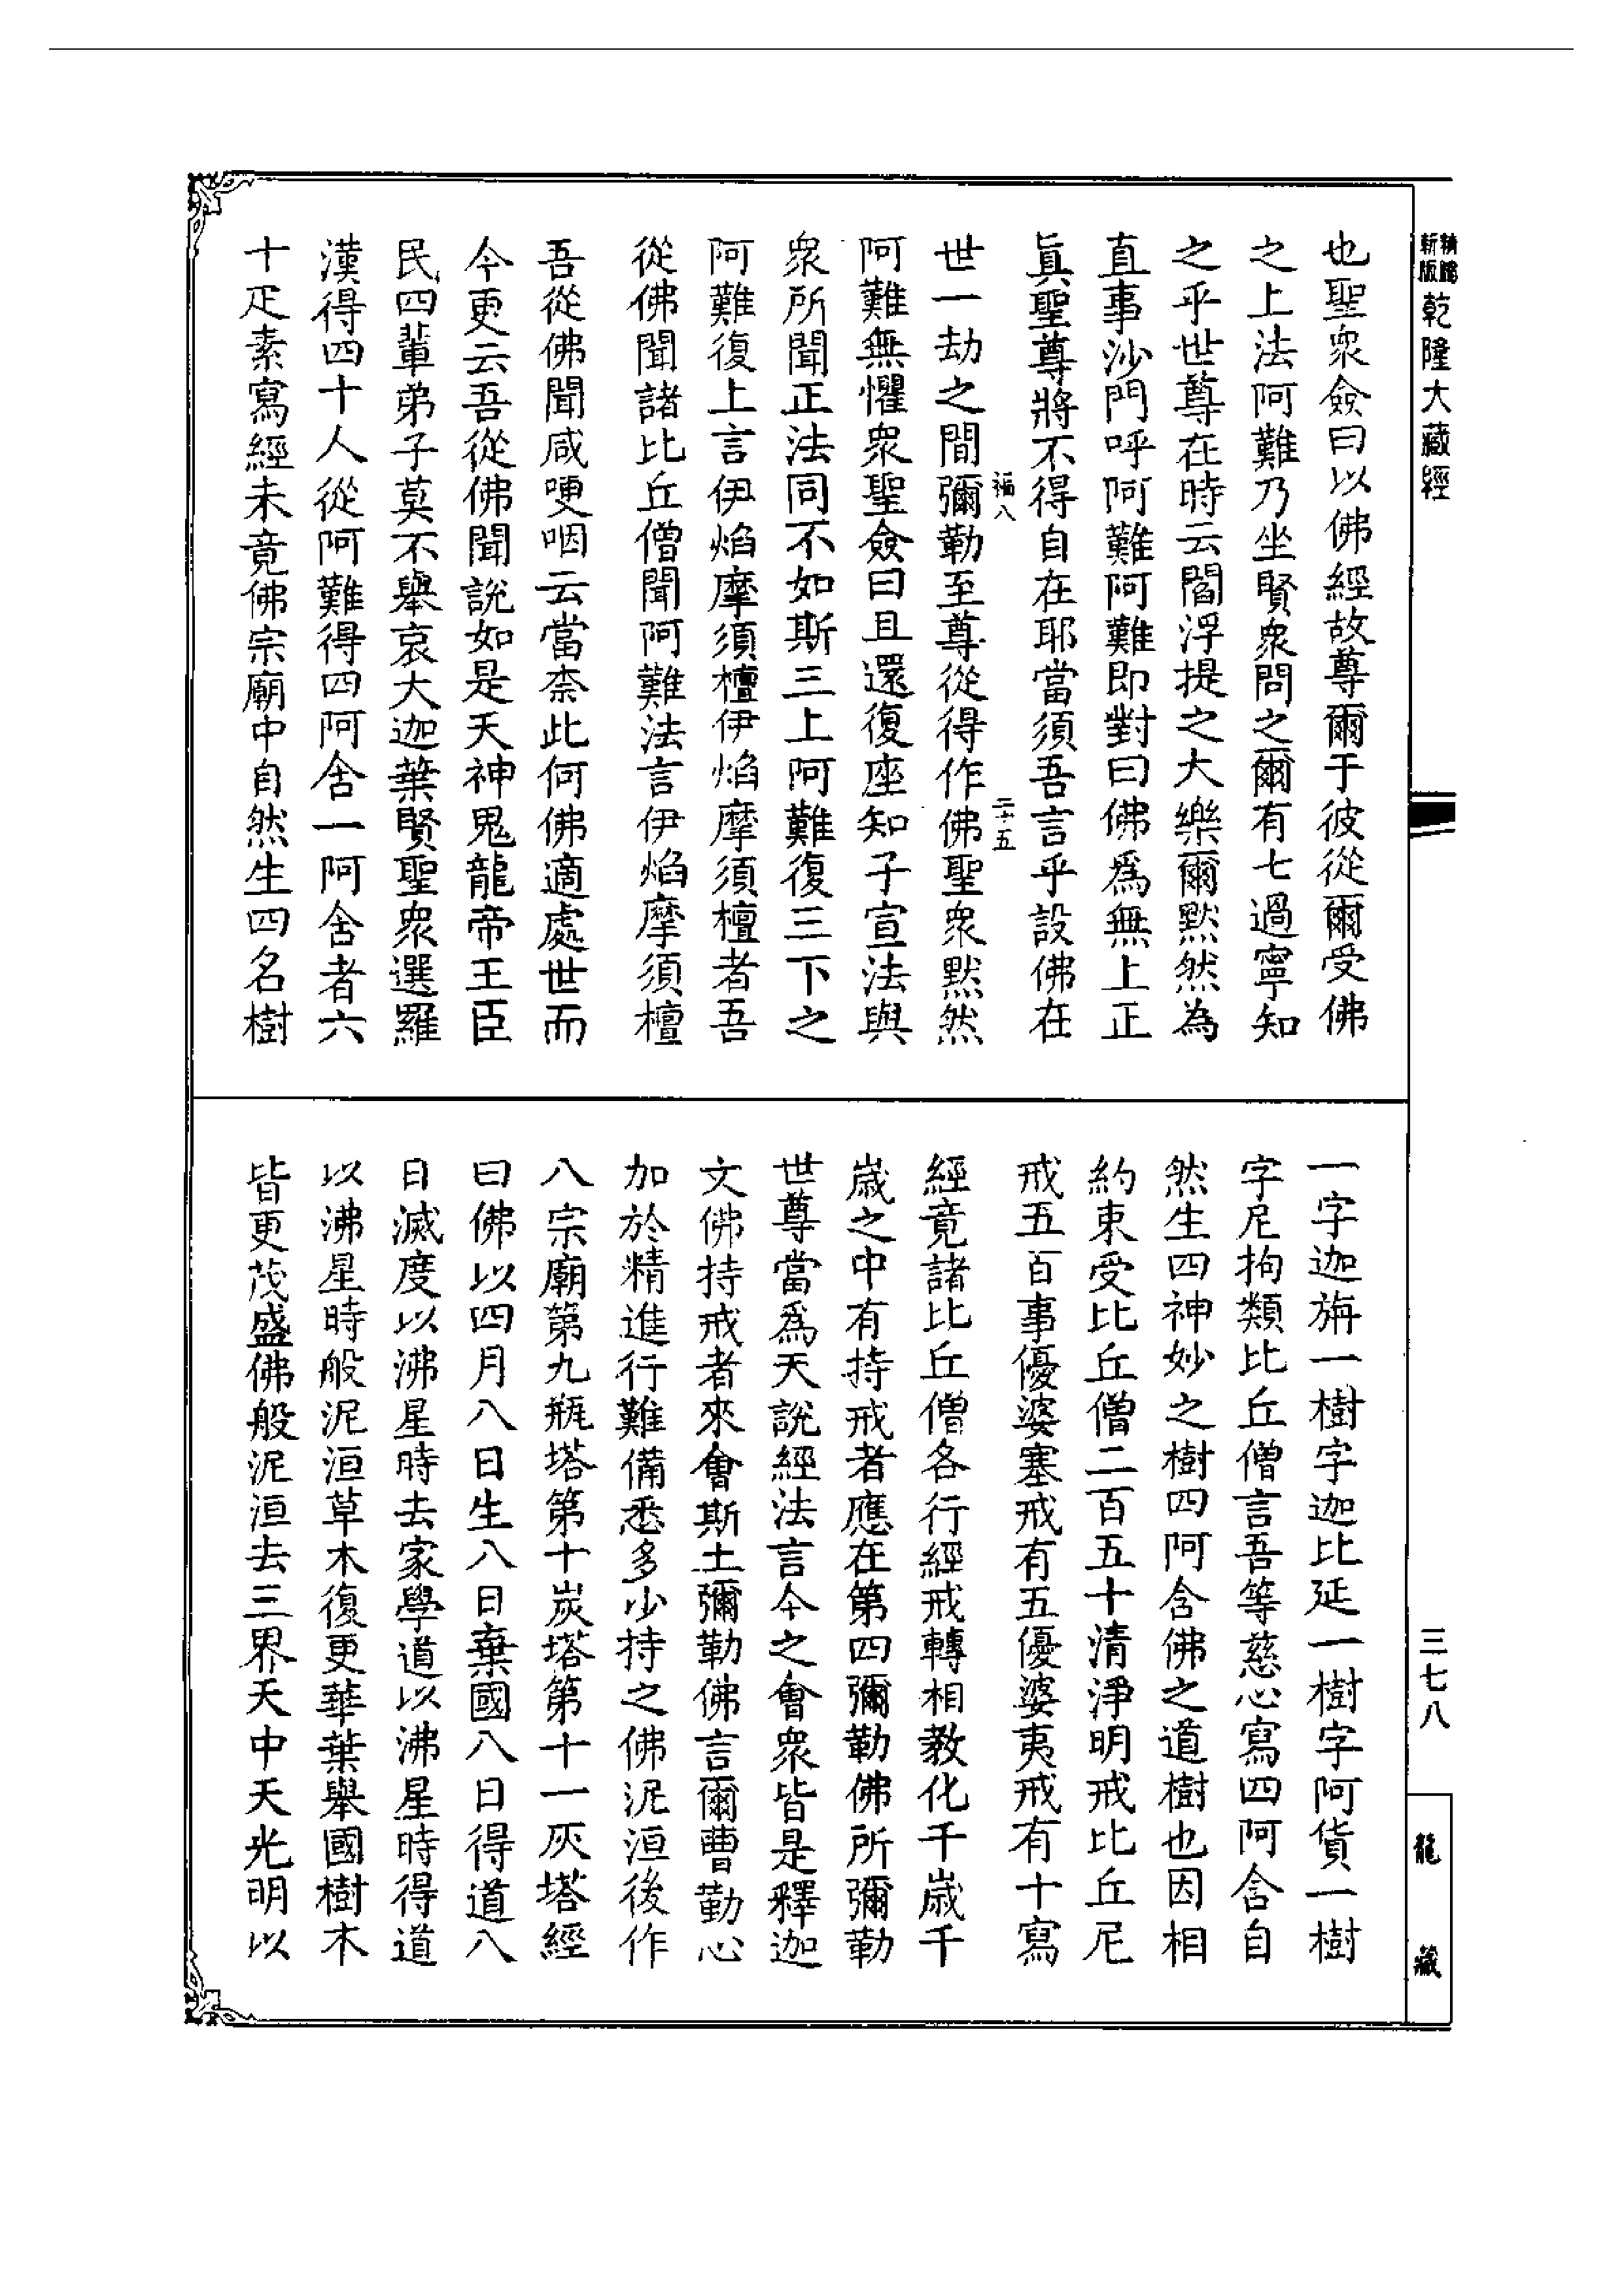 新版
乾隆大藏經
也聖衆僉曰以佛經故尊爾于彼從爾受佛
之上法阿難乃坐賢衆問之爾有七過寧知
之乎世尊在時云閻浮提之大樂爾默然為
直事沙門呼阿難阿難即對曰佛爲無上正
眞聖尊將不得自在耶當須吾言乎設佛在
福八 二十五
世一劫之間彌勒至尊從得作佛聖衆默然
阿難無懼衆聖僉曰且還復座知子宣法與
衆所聞正法同不如斯三上阿難復三下之
阿難復上言伊焰摩須檀伊焰摩須檀者吾
從佛聞諸比丘僧聞阿難法言伊焰摩須檀
吾從佛聞咸哽咽云當柰此何佛適處世而
今更云吾從佛聞說如是天神鬼龍帝王臣
民四輩弟子莫不舉哀大迦葉賢聖衆選羅
漢得四十人從阿難得四阿含一阿含者六
十疋素寫經未竟佛宗廟中自然生四名樹
一字迦旃一樹字迦比延一樹字阿貨一樹
字尼拘類比丘僧言吾等慈心寫四阿含自
然生四神妙之樹四阿含佛之道樹也因相
約束受比丘僧二百五十清淨明戒比丘尼
戒五百事優婆塞戒有五優婆夷戒有十寫
經竟諸比丘僧各行經戒轉相教化千歲千
歲之中有持戒者應在第四彌勒佛所彌勒
世尊當爲天說經法言今之會衆皆是釋迦
文佛持戒者來會斯土彌勒佛言爾曹勤心
加於精進行難備悉多少持之佛泥洹後作
八宗廟第九瓶塔第十炭塔第十一灰塔經
曰佛以四月八日生八日棄國八日得道八
日滅度以沸星時去家學道以沸星時得道
以沸星時般泥洹草木復更華葉舉國樹木
皆更茂盛佛般泥洹去三界天中天光明以
三七八
龍藏